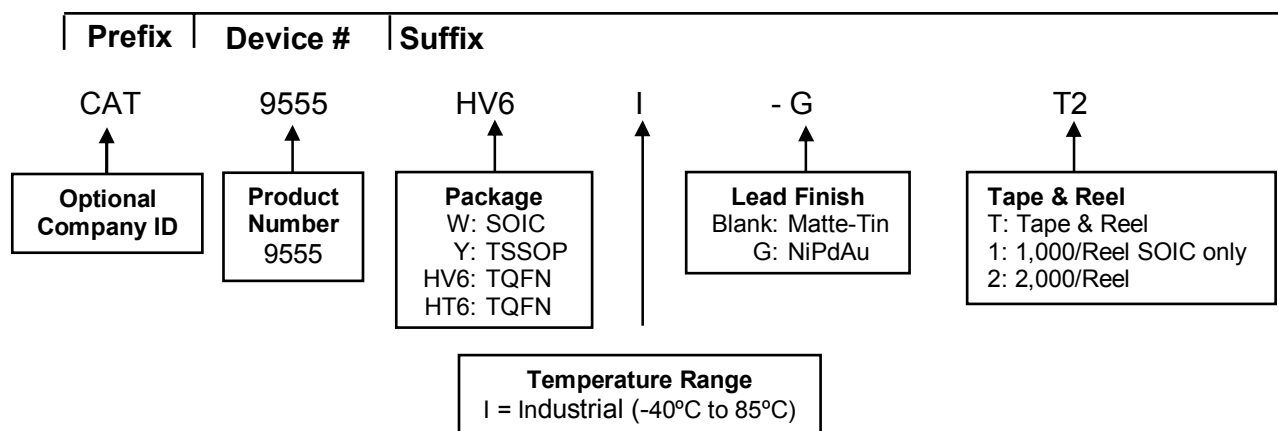 Prefix Device # Suffix
CAT 9555 HV6 I - G T2
Optional
Company ID
Product
Number
9555
Package
W: SOIC
Y: TSSOP
HV6: TQFN
HT6: TQFN
Lead Finish
Blank: Matte-Tin
G: NiPdAu
Tape & Reel
T: Tape & Reel
1: 1,000/Reel SOIC only
2: 2,000/Reel
Temperature Range
I = Industrial (-40ºC to 85ºC)